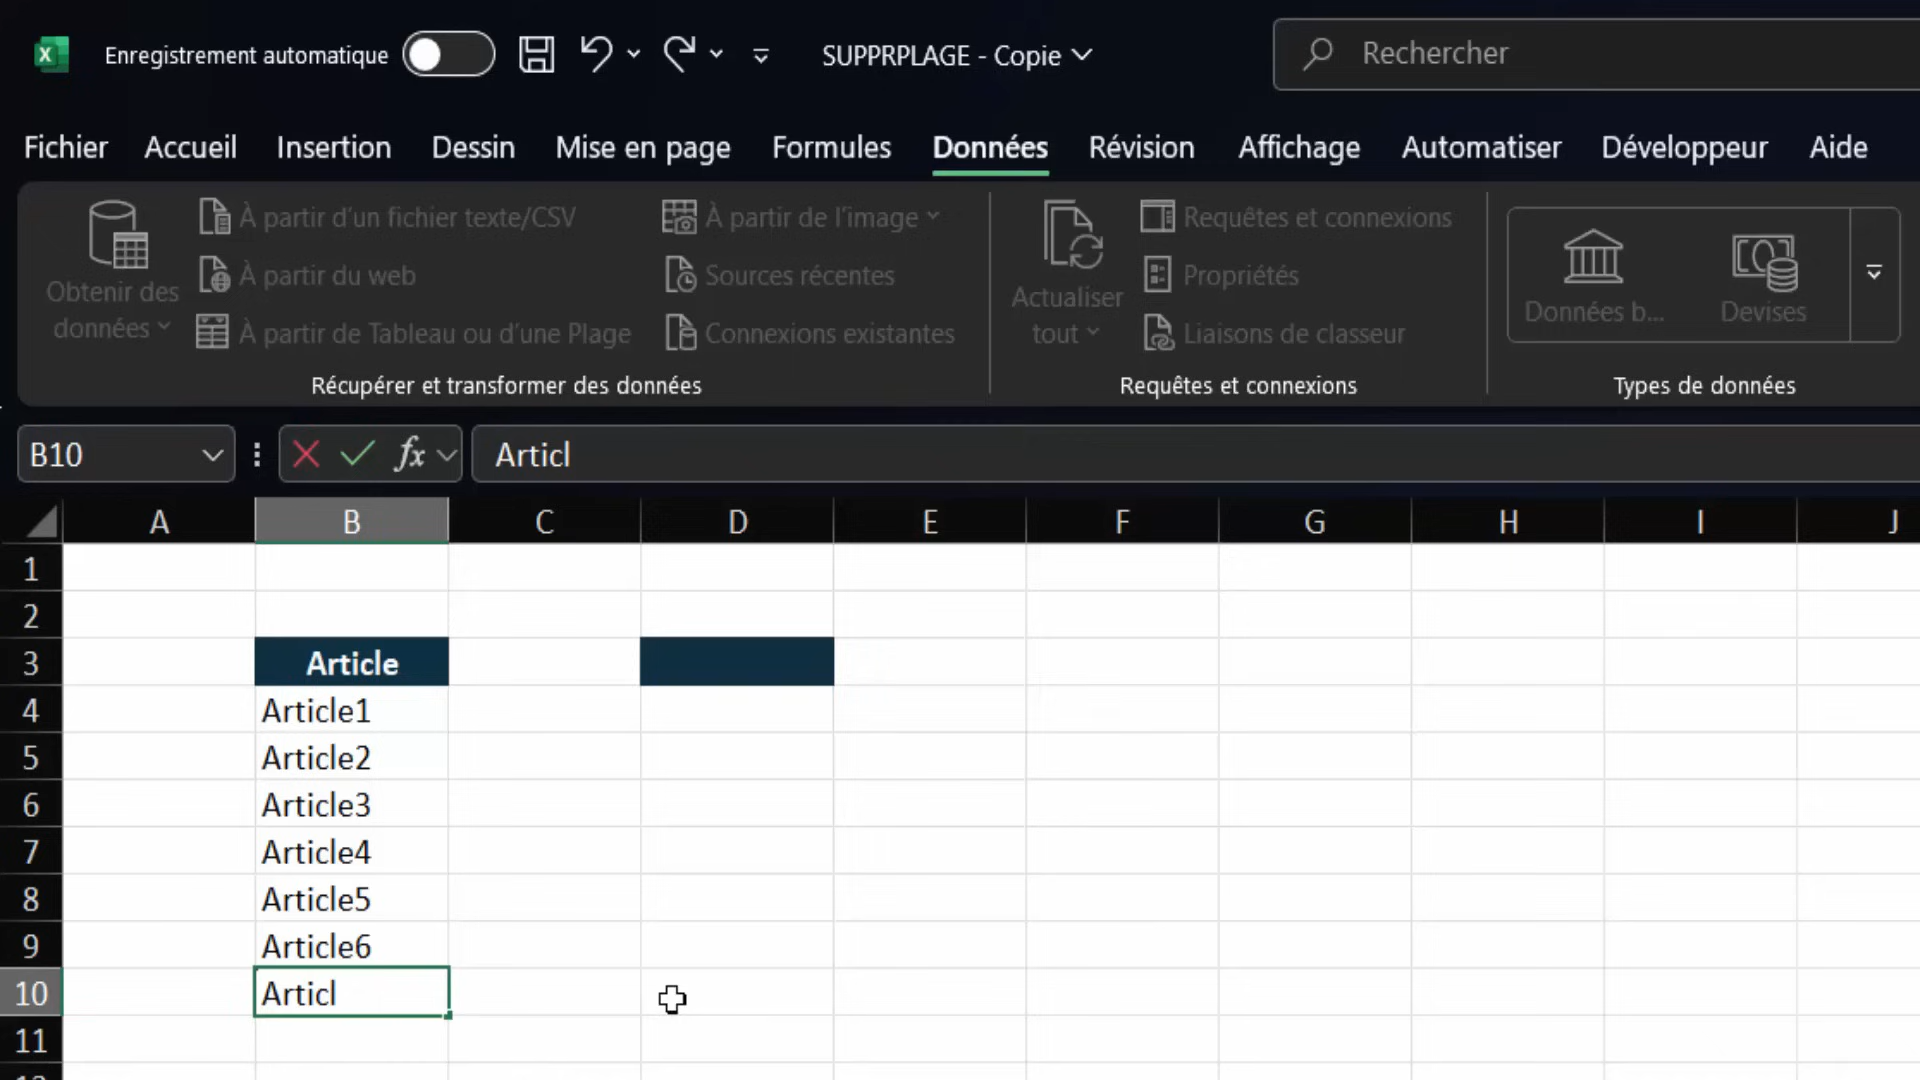 Enregistrement automatique
SUPPRPLAGE - Copie
Rechercher
Fichier Accueil Insertion Dessin Mise en page Formules Données Révision Affichage Automatiser Développeur Aide
Obtenir des
données
À partir d'un fichier texte/CSV
À partir du web
À partir de Tableau ou d'une Plage
À partir de l'image
Sources récentes
Connexions existantes
Récupérer et transformer des données
Actualiser
tout
Requêtes et connexions
Propriétés
Liaisons de classeur
Requêtes et connexions
Données b...
Devises
Types de données
B10
fx
Articl
A B C D E F G H I J
1
2
3 Article
4 Article1
5 Article2
6 Article3
7 Article4
8 Article5
9 Article6
10 Articl
11